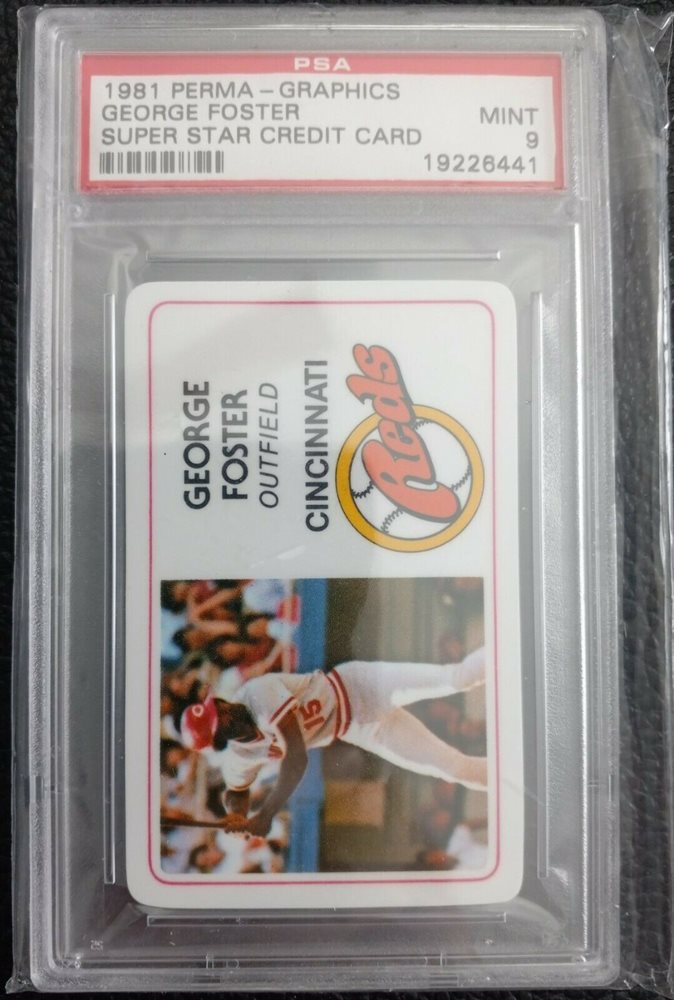 PSA
1981 PERMA-GRAPHICS
GEORGE FOSTER MINT
SUPER STAR CREDIT CARD 9
19226441
GEORGE
FOSTER
OUTFIELD
CINCINNATI
Reds
C
15